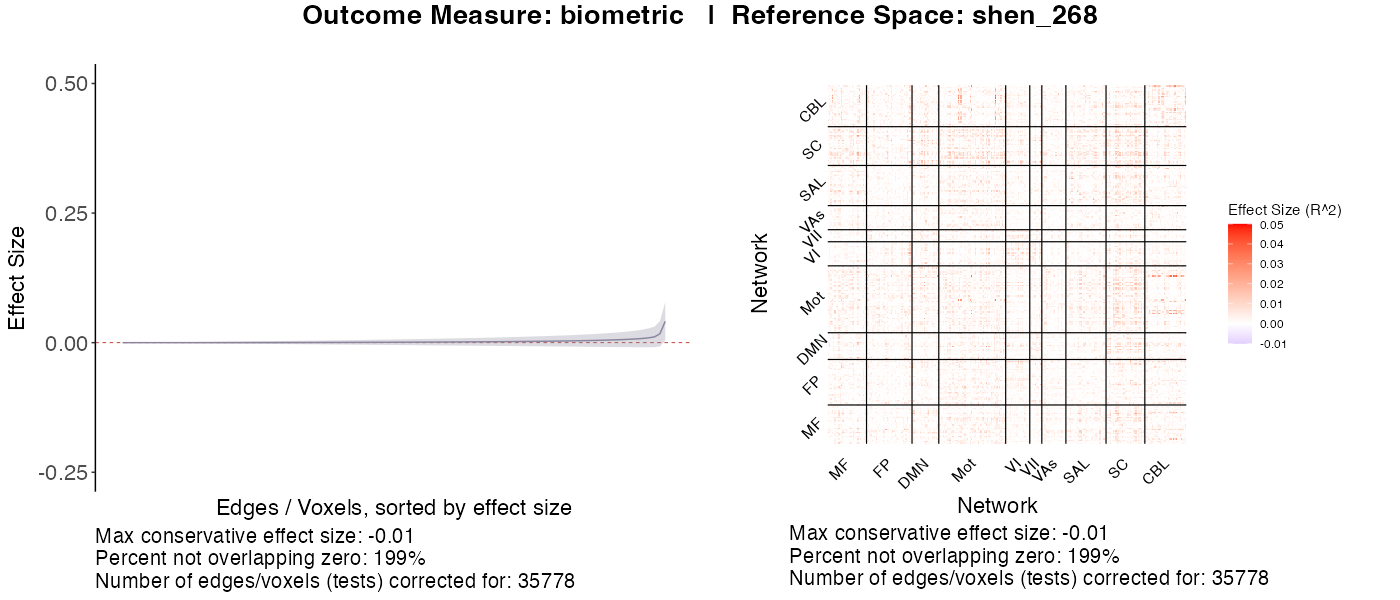 Outcome Measure: biometric | Reference Space: shen_268
0.50
0.25
0.00
-0.25
Effect Size
Edges / Voxels, sorted by effect size
Max conservative effect size: -0.01
Percent not overlapping zero: 199%
Number of edges/voxels (tests) corrected for: 35778
Network
CBL
SC
SAL
VAs
VII
VI
Mot
DMN
FP
MF
MF
FP
DMN
Mot
VI
VII
VAs
SAL
SC
CBL
Network
Max conservative effect size: -0.01
Percent not overlapping zero: 199%
Number of edges/voxels (tests) corrected for: 35778
Effect Size (R^2)
0.05
0.04
0.03
0.02
0.01
0.00
-0.01